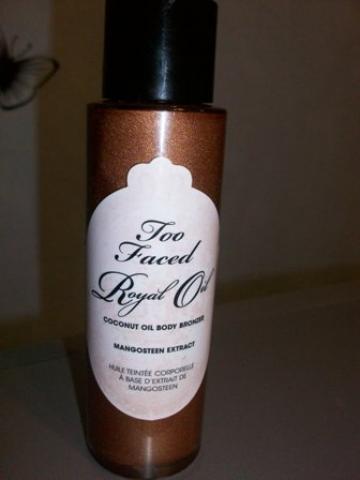 Too
Faced
Royal Oil
COCONUT OIL BODY BRONZER
MANGOSTEEN EXTRACT
HUILE TEINTÉE CORPORELLE
À BASE D'EXTRAIT DE
MANGOSTEEN